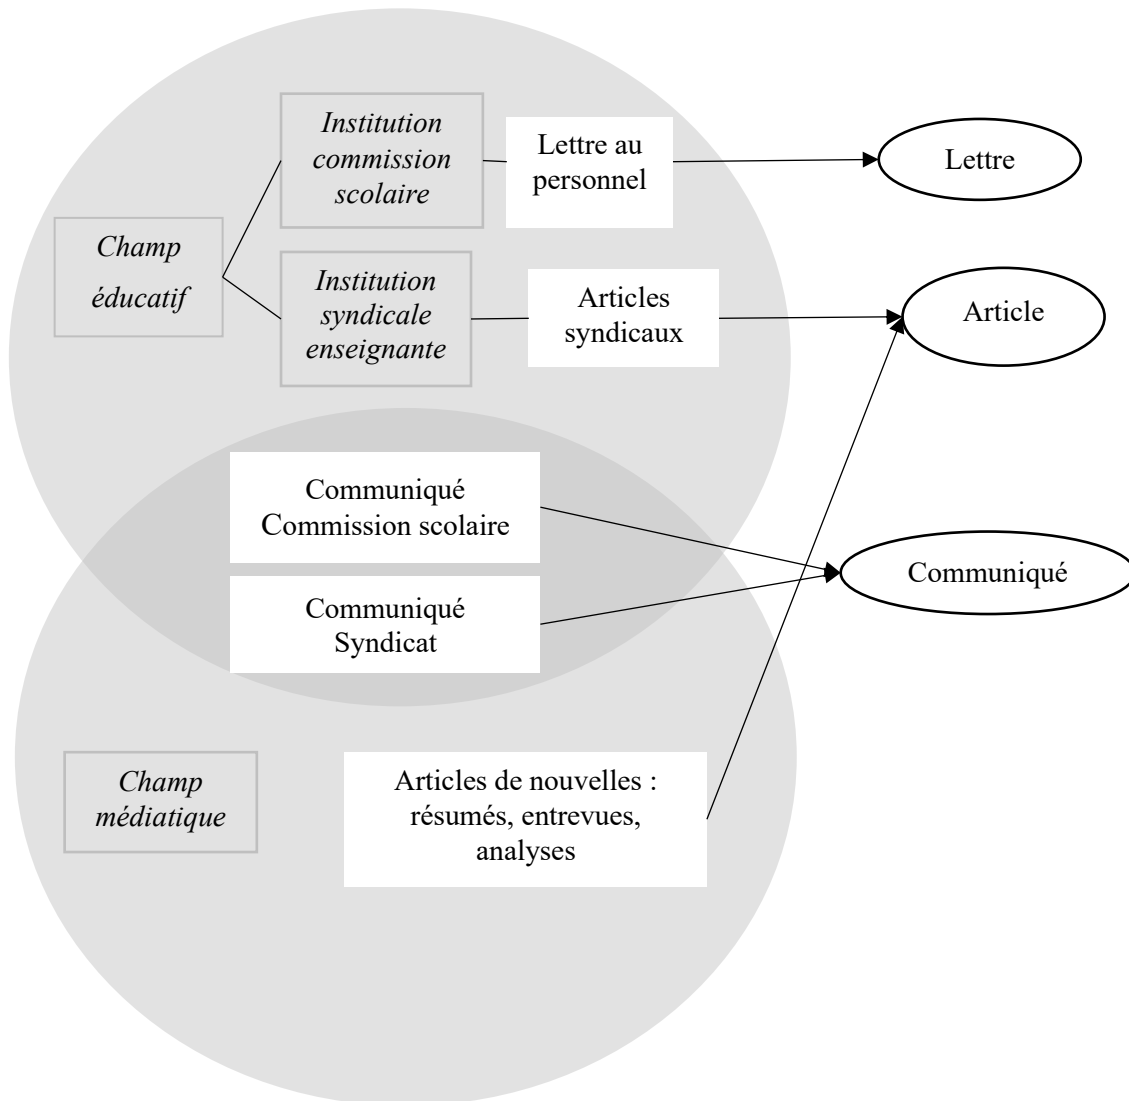 Institution
commission
scolaire
Lettre au
personnel
Lettre
Champ
éducatif
Institution
syndicale
enseignante
Articles
syndicaux
Article
Communiqué
Commission scolaire
Communiqué
Syndicat
Communiqué
Champ
médiatique
Articles de nouvelles :
résumés, entrevues,
analyses